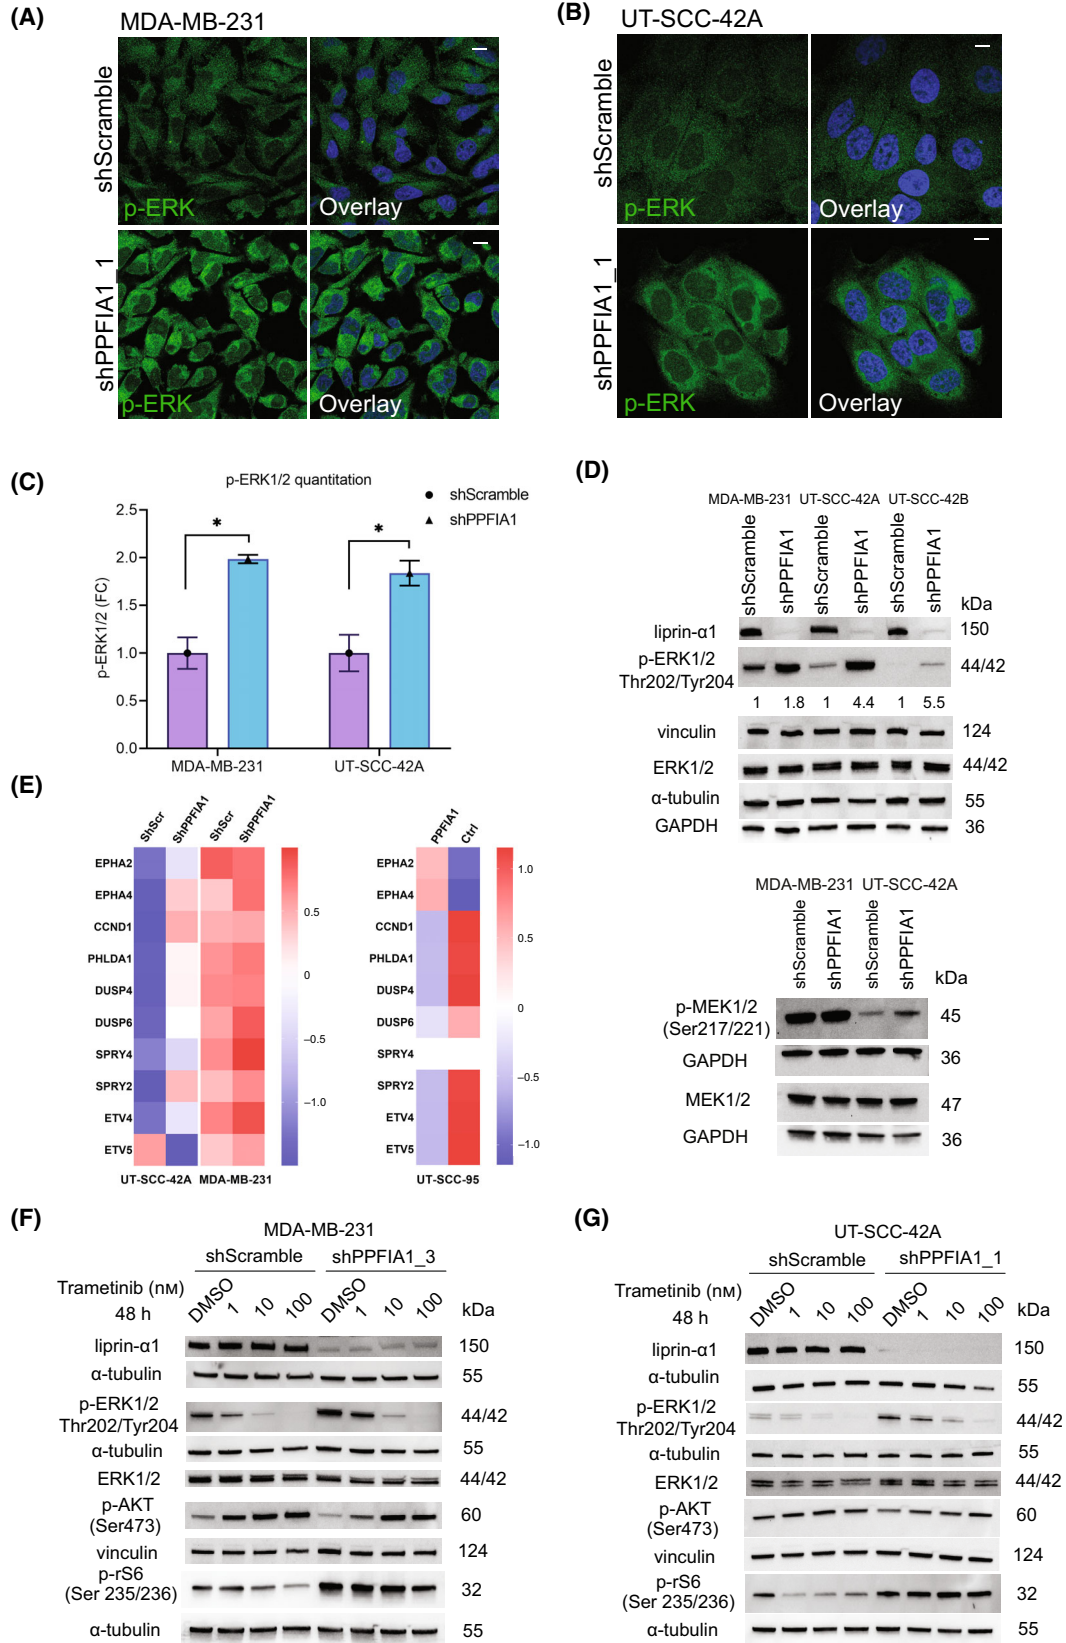 (A)
MDA-MB-231
shScramble
p-ERK
Overlay
shPPFIA1_1
p-ERK
Overlay
(B)
UT-SCC-42A
shScramble
p-ERK
Overlay
shPPFIA1_1
p-ERK
Overlay
(C)
p-ERK1/2 quantitation
shScramble
shPPFIA1
p-ERK1/2 (FC)
2.5
2.0
1.5
1.0
0.5
0.0
*
*
MDA-MB-231
UT-SCC-42A
(D)
MDA-MB-231 UT-SCC-42A UT-SCC-42B
shScramble shPPFIA1 shScramble shPPFIA1 shScramble shPPFIA1
kDa
liprin-α1 150
p-ERK1/2
Thr202/Tyr204 44/42
1 1.8 1 4.4 1 5.5
vinculin 124
ERK1/2 44/42
α-tubulin 55
GAPDH 36
MDA-MB-231 UT-SCC-42A
shScramble shPPFIA1 shScramble shPPFIA1
kDa
p-MEK1/2
(Ser217/221) 45
GAPDH 36
MEK1/2 47
GAPDH 36
(E)
ShScr ShPPFIA1 ShScr ShPPFIA1
EPHA2
EPHA4
CCND1
PHLDA1
DUSP4
DUSP6
SPRY4
SPRY2
ETV4
ETV5
UT-SCC-42A MDA-MB-231
0.5
0
−0.5
−1.0
PPFIA1 Ctrl
EPHA2
EPHA4
CCND1
PHLDA1
DUSP4
DUSP6
SPRY4
SPRY2
ETV4
ETV5
UT-SCC-95
1.0
0.5
0
−0.5
−1.0
(F)
MDA-MB-231
shScramble shPPFIA1_3
Trametinib (nM)
48 h
DMSO 1 10 100 DMSO 1 10 100
kDa
liprin-α1 150
α-tubulin 55
p-ERK1/2
Thr202/Tyr204 44/42
α-tubulin 55
ERK1/2 44/42
p-AKT
(Ser473) 60
vinculin 124
p-rS6
(Ser 235/236) 32
α-tubulin 55
(G)
UT-SCC-42A
shScramble shPPFIA1_1
Trametinib (nM)
48 h
DMSO 1 10 100 DMSO 1 10 100
kDa
liprin-α1 150
α-tubulin 55
p-ERK1/2
Thr202/Tyr204 44/42
α-tubulin 55
ERK1/2 44/42
p-AKT
(Ser473) 60
vinculin 124
p-rS6
(Ser 235/236) 32
α-tubulin 55